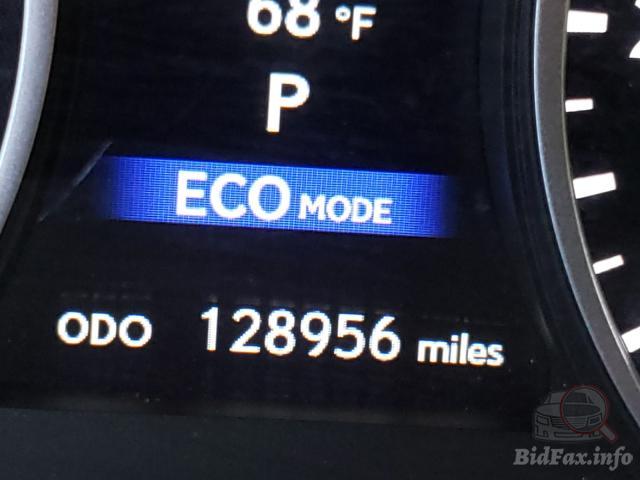 68 °F
P
ECO MODE
ODO 128956 miles
BidFax.info